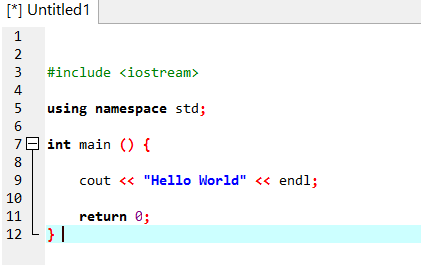 [*] Untitled1
1
2
3 #include <iostream>
4
5 using namespace std;
6
7 int main () {
8
9 cout << "Hello World" << endl;
10
11 return 0;
12 }